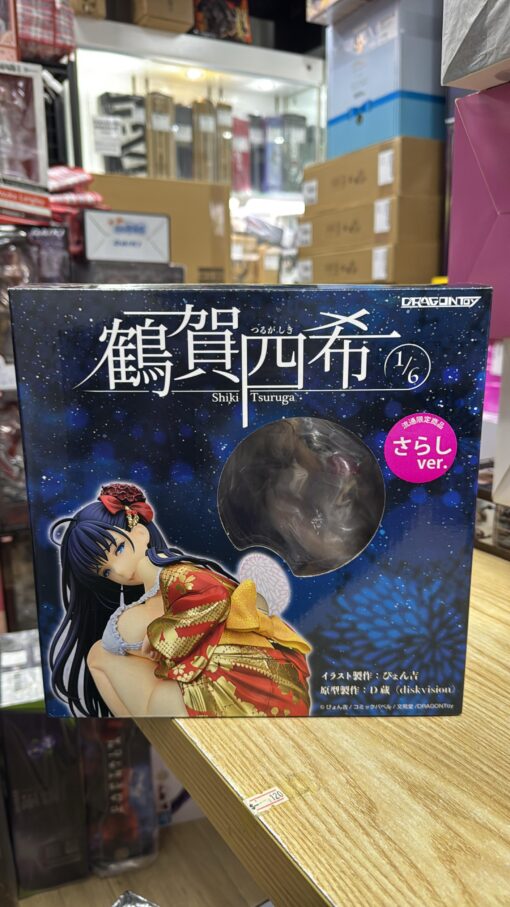 DRAGONToy
つるが しき
鶴賀四希
1/6
Shiki Tsuruga
流通限定商品
さらし
ver.
イラスト製作：ぴょん吉
原型製作：D蔵（diskvision）
© ぴょん吉 / コミックバベル / 文苑堂 /DRAGONToy
120